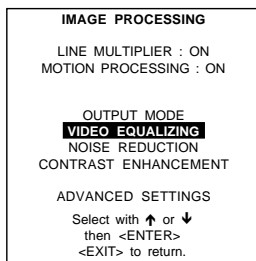 IMAGE PROCESSING
LINE MULTIPLIER : ON
MOTION PROCESSING : ON
OUTPUT MODE
VIDEO EQUALIZING
NOISE REDUCTION
CONTRAST ENHANCEMENT
ADVANCED SETTINGS
Select with ↑ or ↓
then <ENTER>
<EXIT> to return.